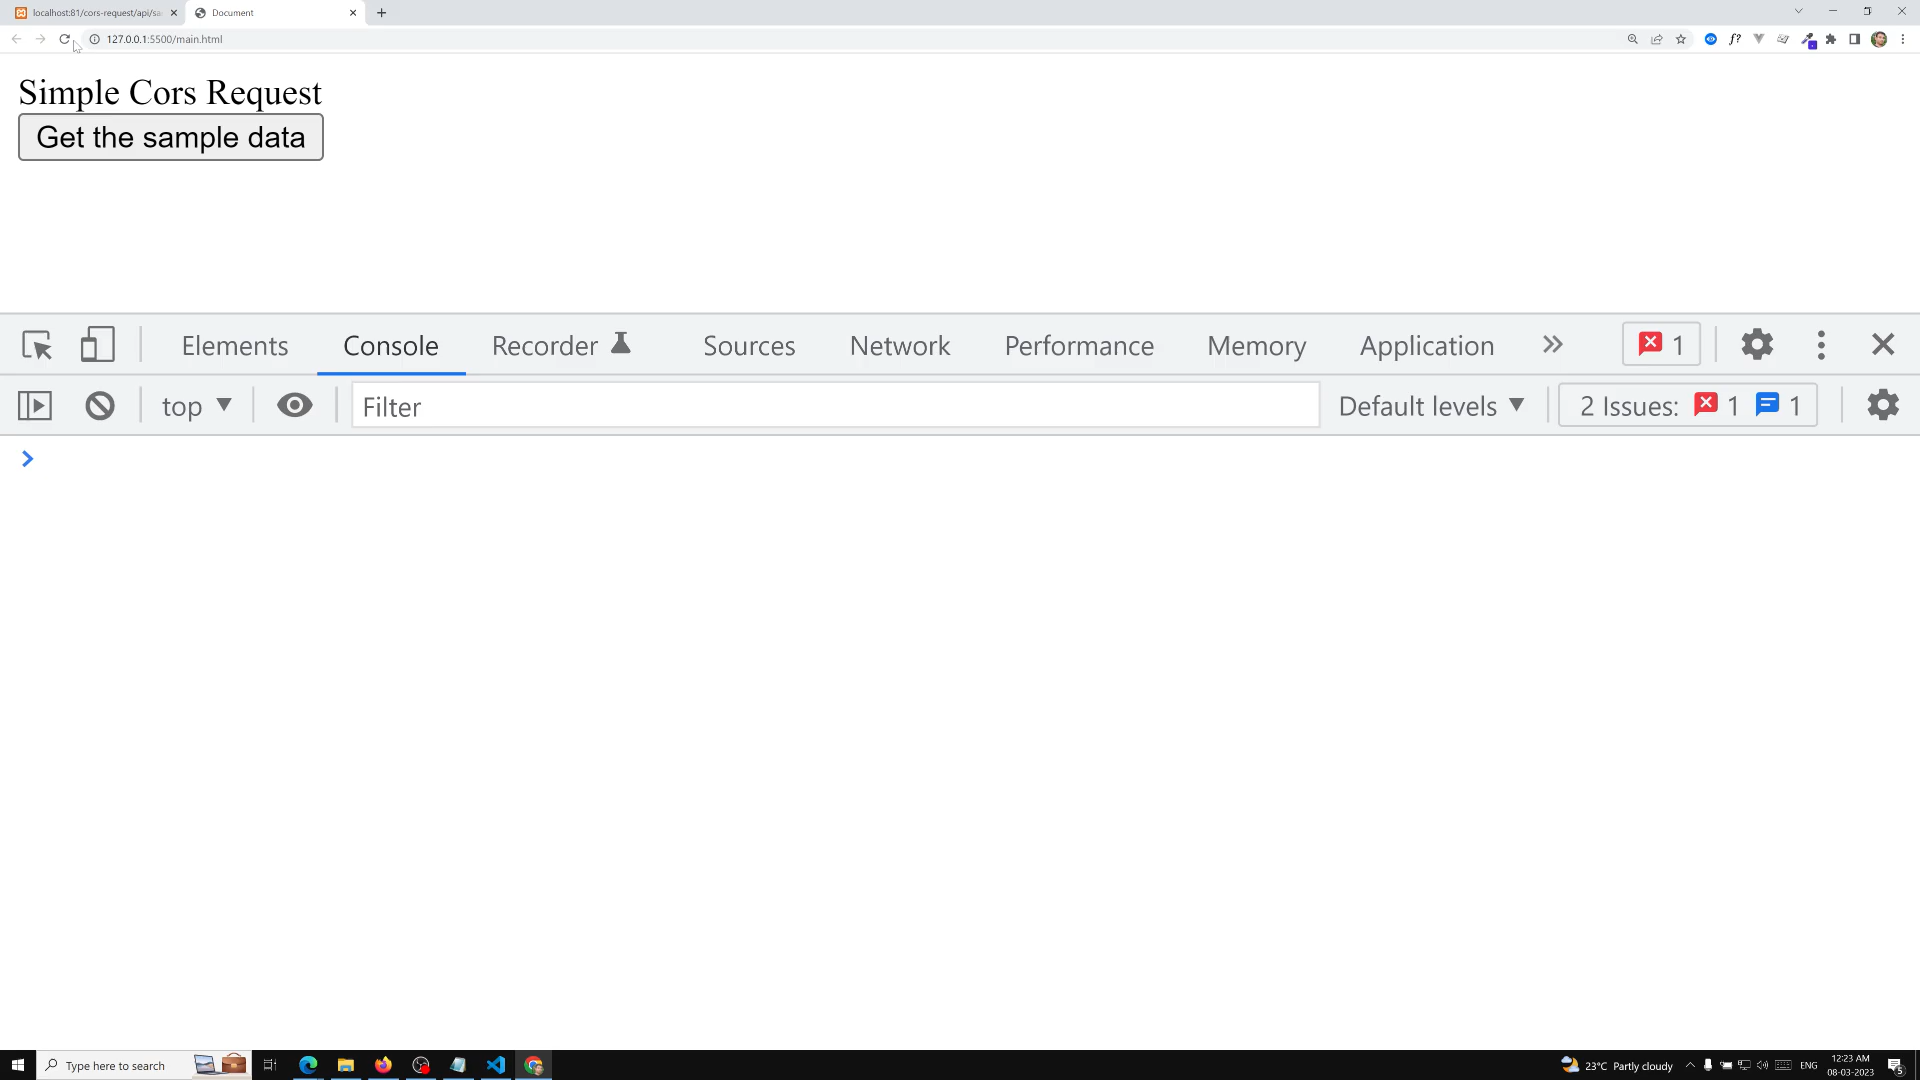 localhost:81/cors-request/api/sa
Document
127.0.0.1:5500/main.html
f?
Simple Cors Request
Get the sample data
Elements
Console
Recorder
Sources
Network
Performance
Memory
Application
1
top
Filter
Default levels
2 Issues: 1 1
Type here to search
23°C Partly cloudy
ENG
12:23 AM
08-03-2023
5